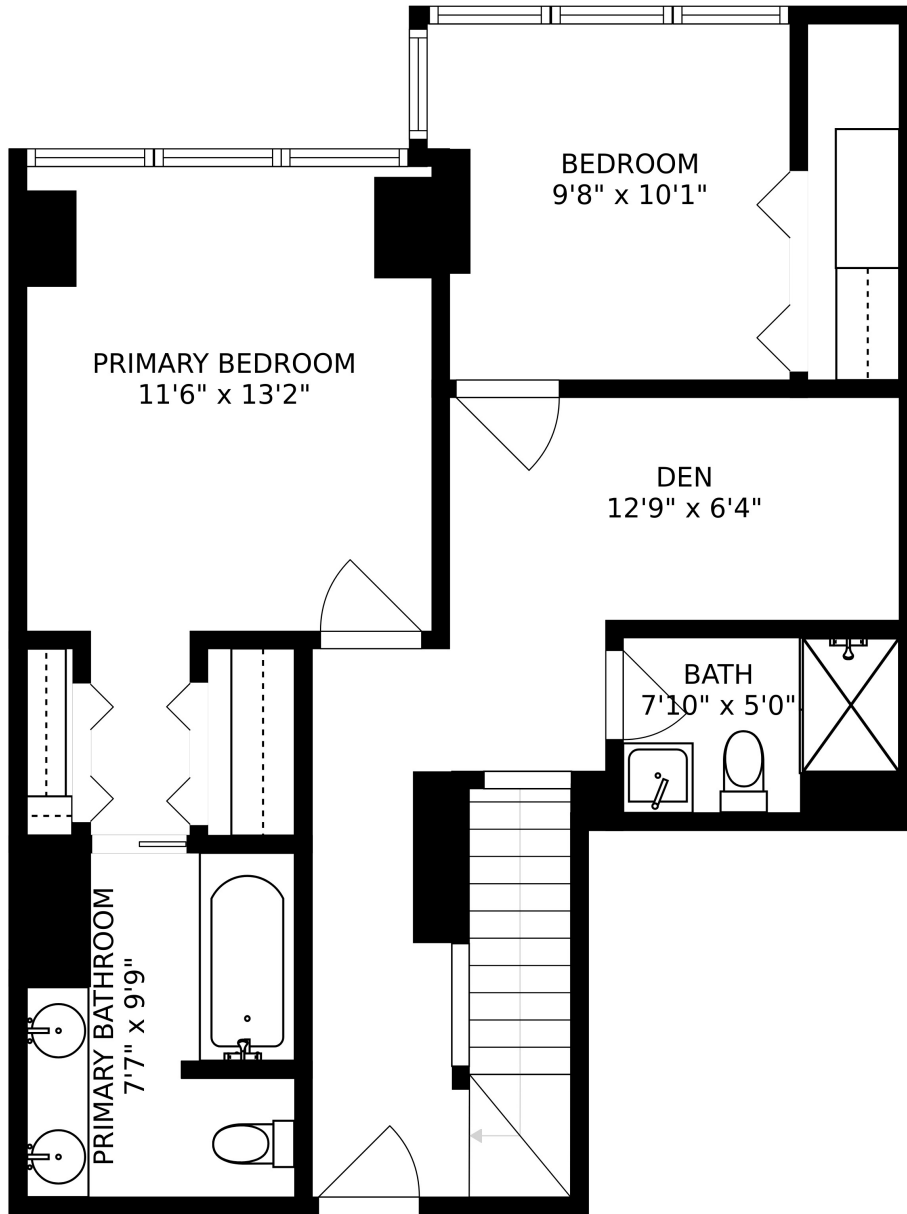 BEDROOM
9'8" x 10'1"
PRIMARY BEDROOM
11'6" x 13'2"
DEN
12'9" x 6'4"
BATH
7'10" x 5'0"
PRIMARY BATHROOM
7'7" x 9'9"